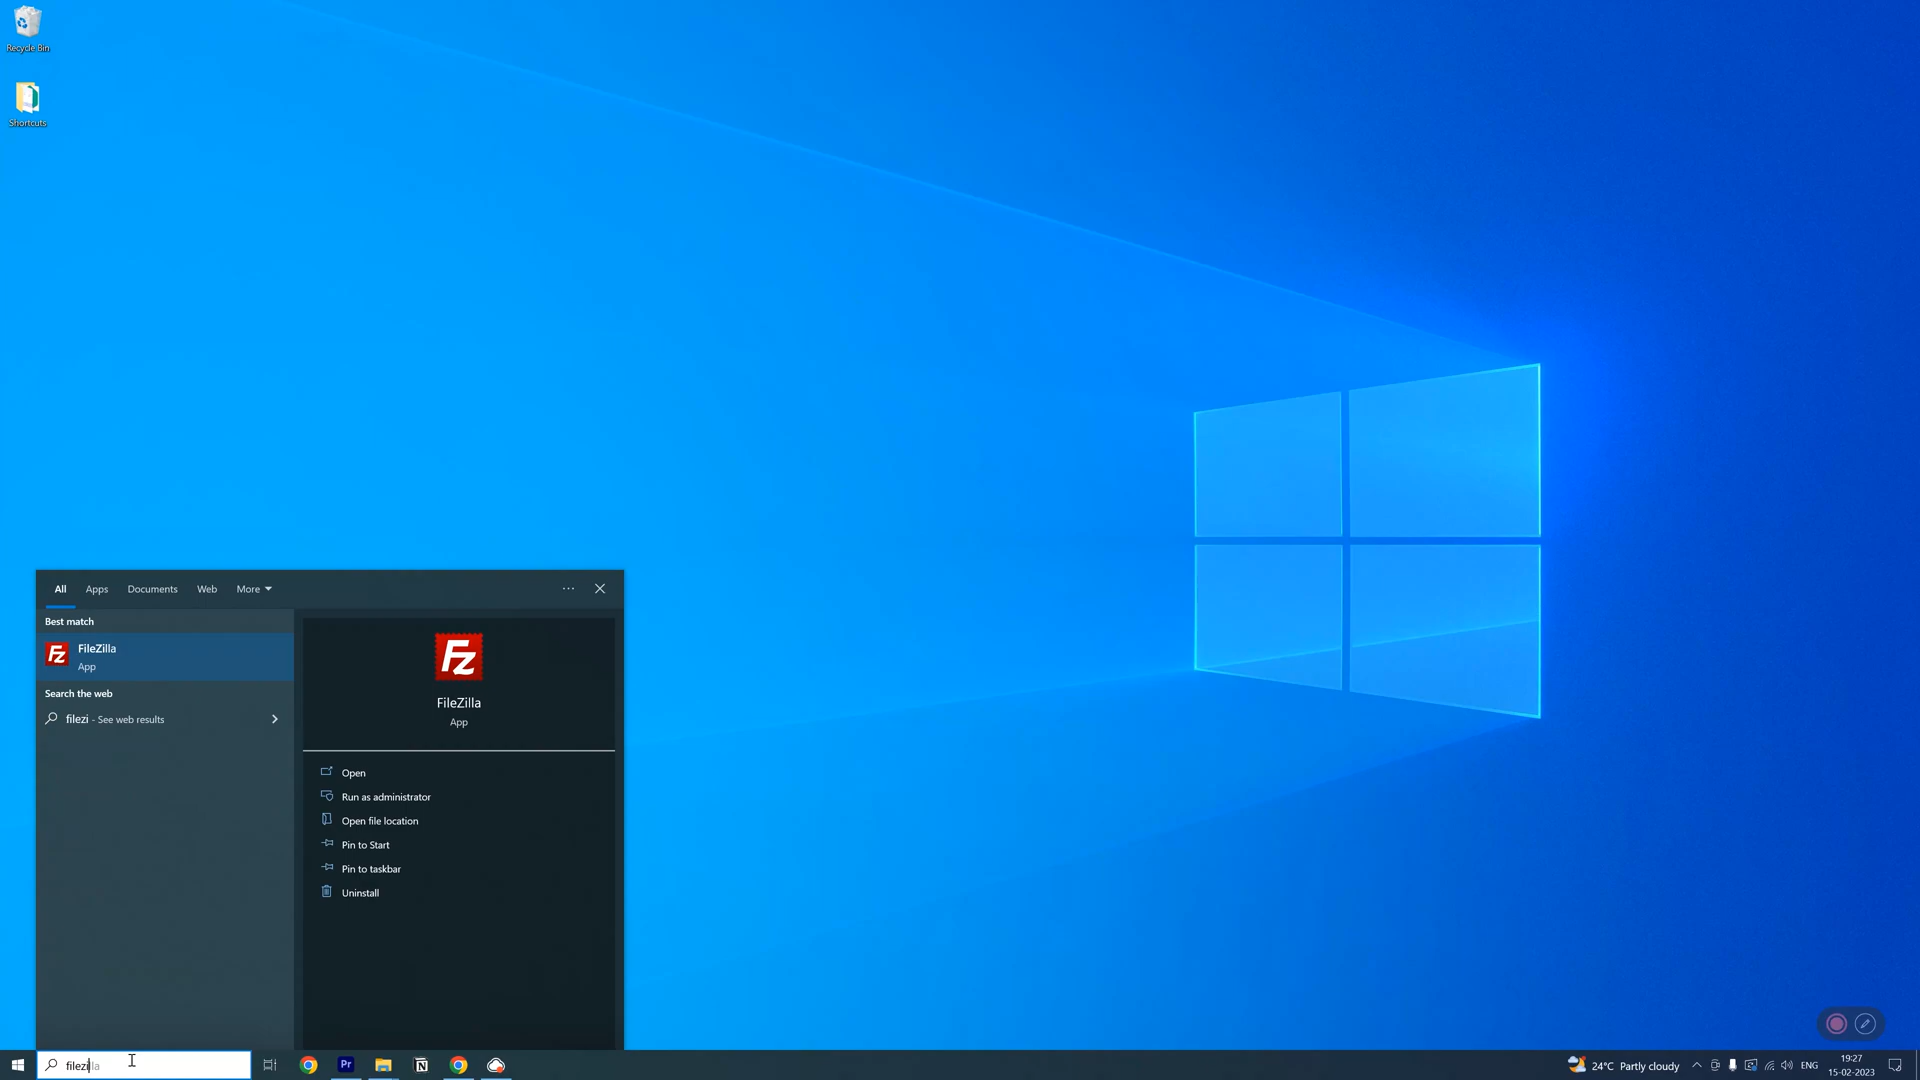 Recycle Bin
Shortcuts
All Apps Documents Web More
Best match
FileZilla
App
Search the web
filezi - See web results
Fz
FileZilla
App
Open
Run as administrator
Open file location
Pin to Start
Pin to taskbar
Uninstall
filezilla
Pr
N
24°C Partly cloudy
ENG
19:27
15-02-2023